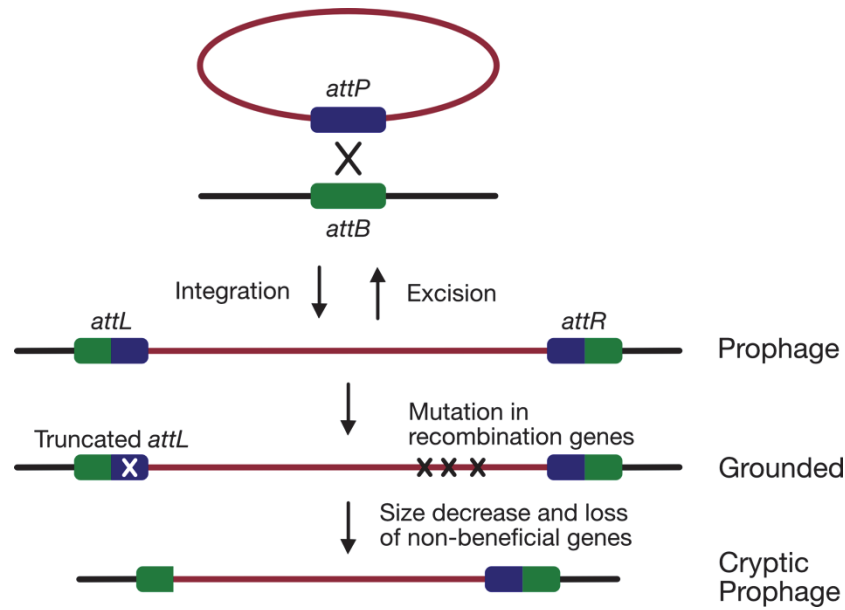 attP
attB
Integration
Excision
attL
attR
Prophage
Mutation in
recombination genes
Truncated attL
Grounded
Size decrease and loss
of non-beneficial genes
Cryptic
Prophage